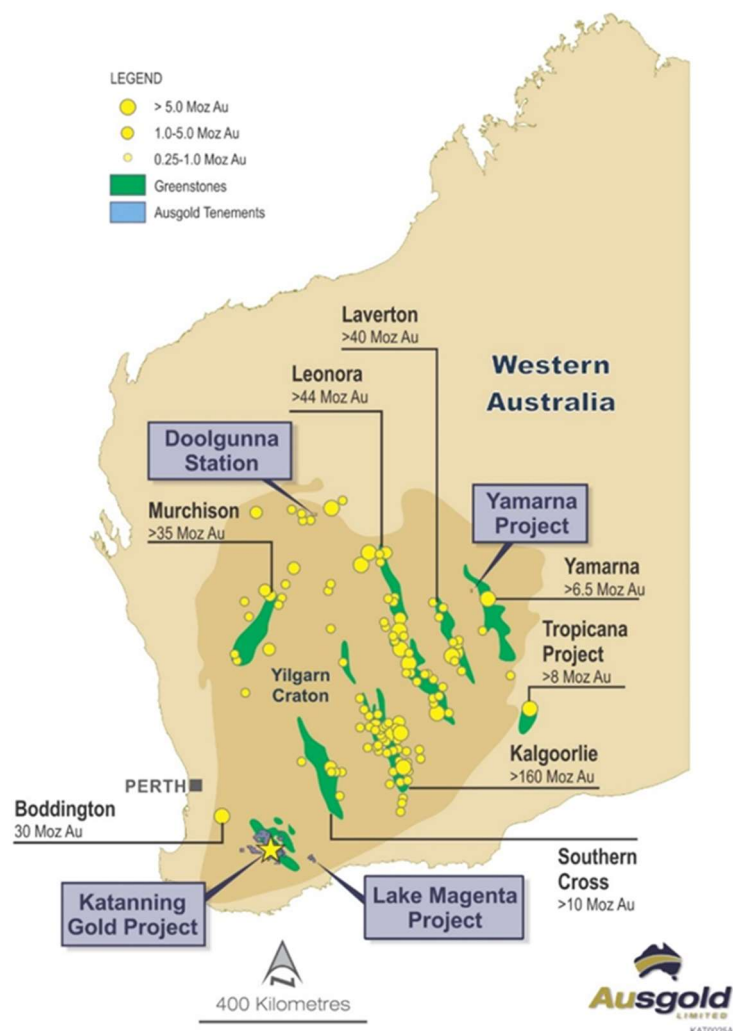 LEGEND
> 5.0 Moz Au
1.0-5.0 Moz Au
0.25-1.0 Moz Au
Greenstones
Ausgold Tenements
Laverton
>40 Moz Au
Leonora
>44 Moz Au
Western
Australia
Doolgunna
Station
Murchison
>35 Moz Au
Yamarna
Project
Yamarna
>6.5 Moz Au
Tropicana
Project
>8 Moz Au
Yilgarn
Craton
Kalgoorlie
>160 Moz Au
PERTH
Boddington
30 Moz Au
Southern
Cross
>10 Moz Au
Katanning
Gold Project
Lake Magenta
Project
N
400 Kilometres
Ausgold
LIMITED